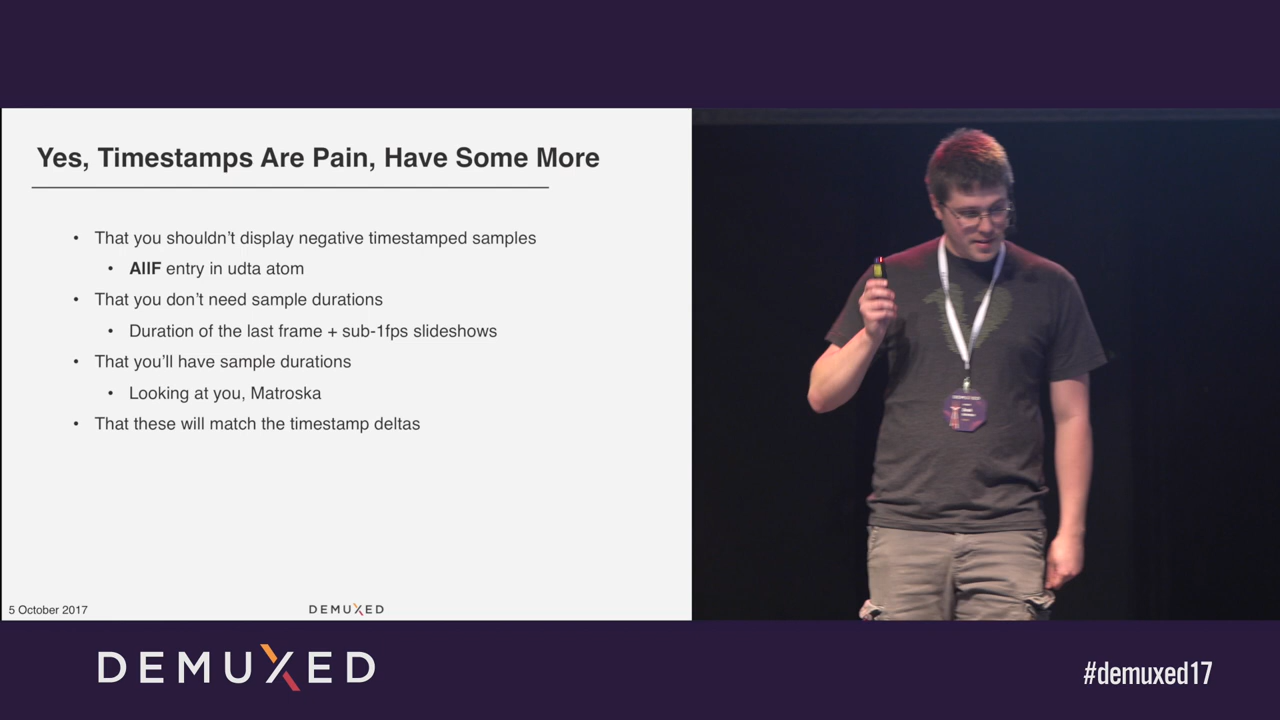 Yes, Timestamps Are Pain, Have Some More
• That you shouldn't display negative timestamped samples
• AllF entry in udta atom
• That you don't need sample durations
• Duration of the last frame + sub-1fps slideshows
• That you'll have sample durations
• Looking at you, Matroska
• That these will match the timestamp deltas
5 October 2017
DEMUXED
DEMUXED
#demuxed17